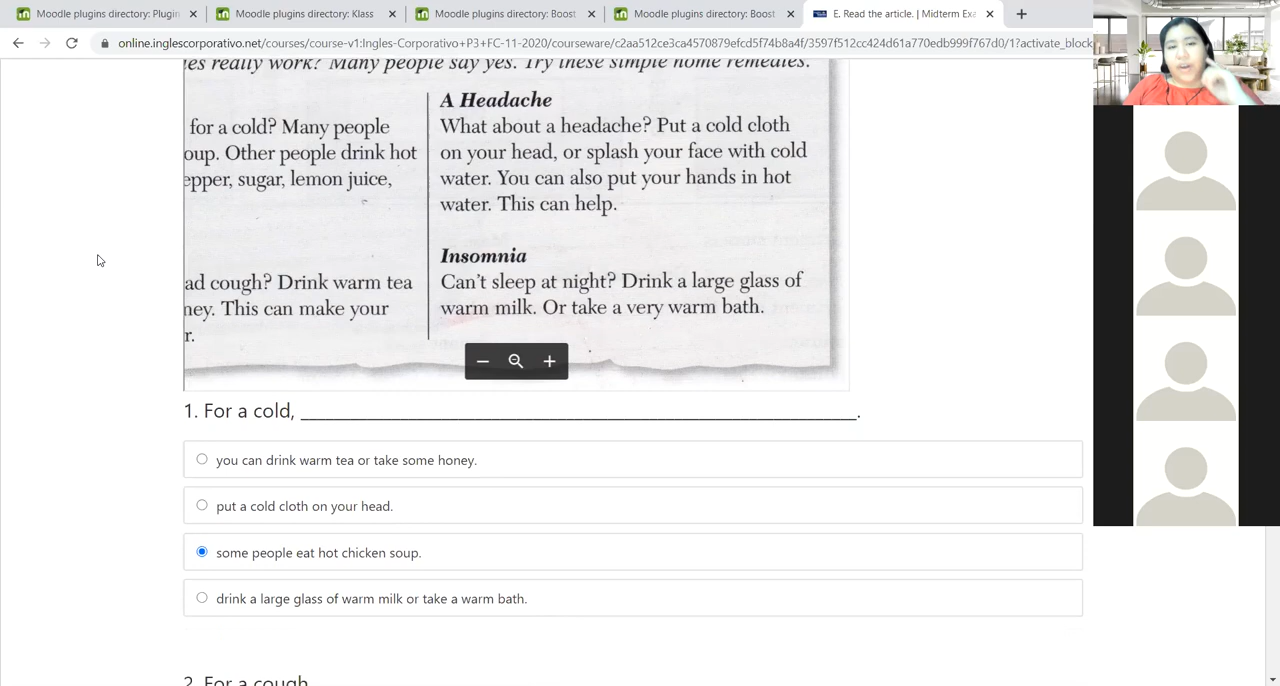 Moodle plugins directory: Plugin
Moodle plugins directory: Klass
Moodle plugins directory: Boost
Moodle plugins directory: Boost
E. Read the article. | Midterm Exa
online.inglescorporativo.net/courses/course-v1:Ingles-Corporativo+P3+FC-11-2020/courseware/c2aa512ce3ca4570879efcd5f74b8a4f/3597f512cc424d61a770edb999f767d0/1?activate_block
es really work? Many people say yes. Try these simple home remedies.
for a cold? Many people
oup. Other people drink hot
epper, sugar, lemon juice,
ad cough? Drink warm tea
ney. This can make your
r.
A Headache
What about a headache? Put a cold cloth
on your head, or splash your face with cold
water. You can also put your hands in hot
water. This can help.
Insomnia
Can't sleep at night? Drink a large glass of
warm milk. Or take a very warm bath.
1. For a cold, ______________________________________________.
you can drink warm tea or take some honey.
put a cold cloth on your head.
some people eat hot chicken soup.
drink a large glass of warm milk or take a warm bath.
2. For a cough